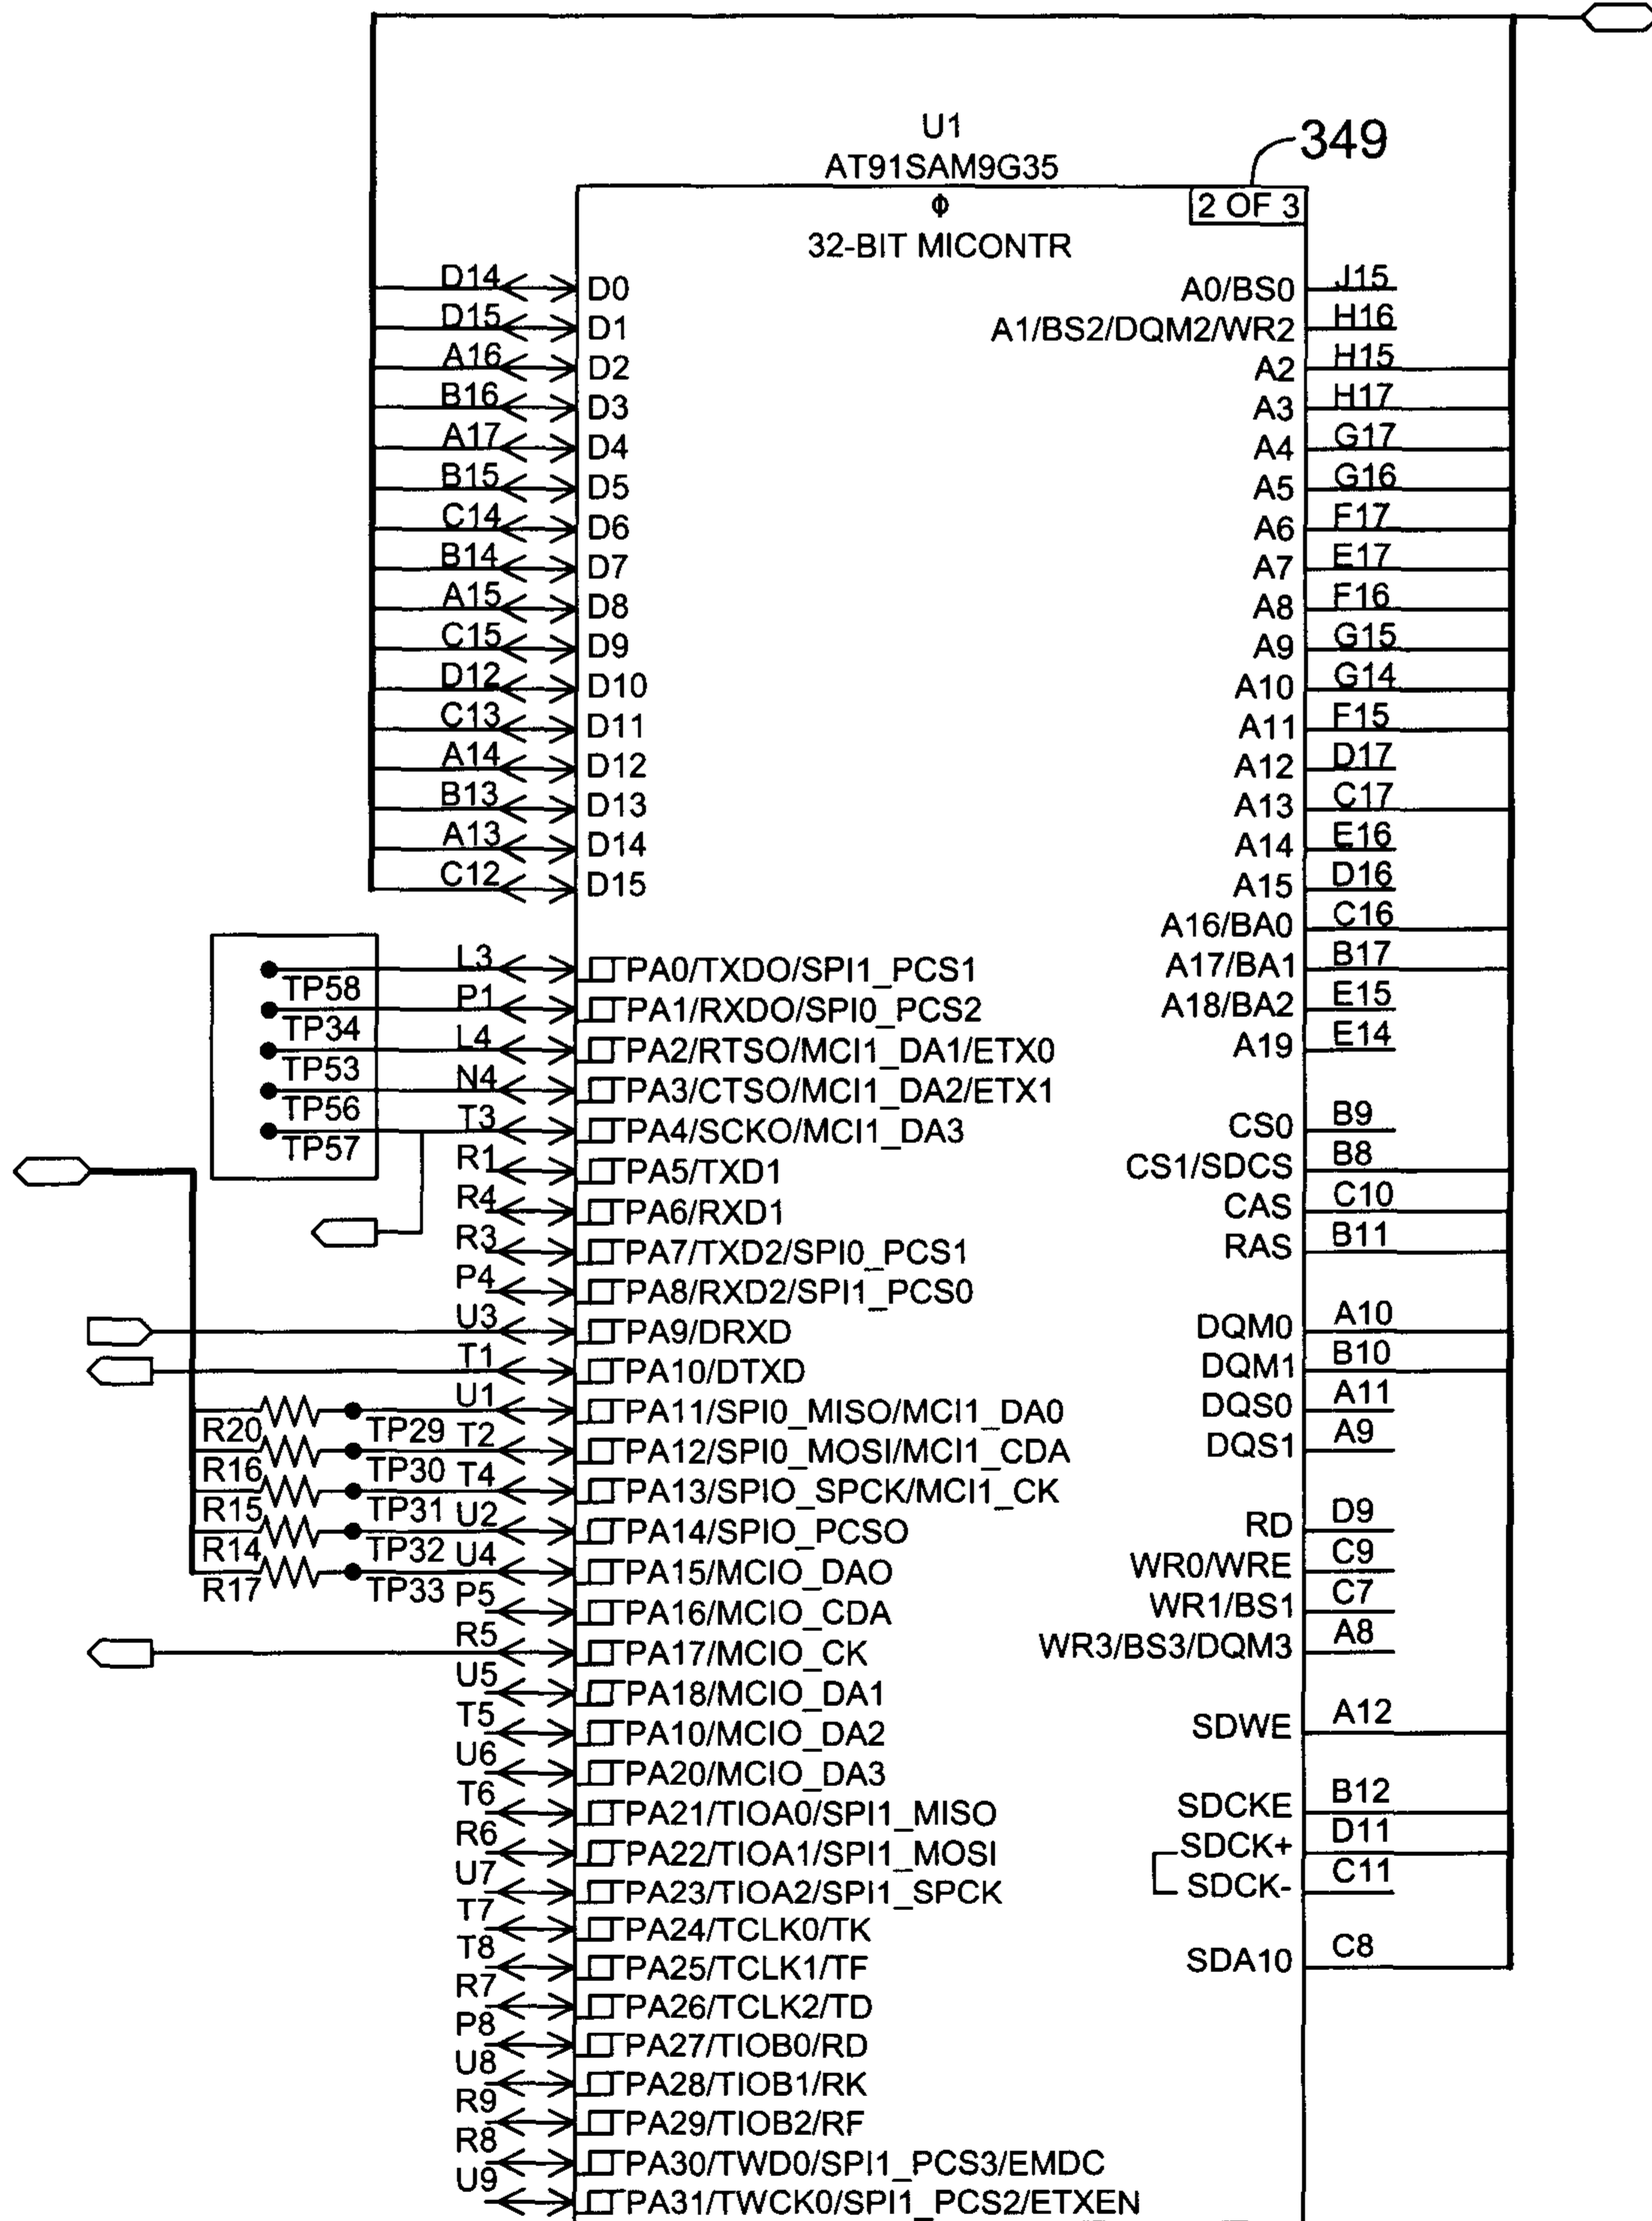 U1
349
AT91SAM9G35
Φ
2 OF 3
32-BIT MICONTR
D14 D0 A0/BS0 J15
D15 D1 A1/BS2/DQM2/WR2 H16
A16 D2 A2 H15
B16 D3 A3 H17
A17 D4 A4 G17
B15 D5 A5 G16
C14 D6 A6 F17
B14 D7 A7 E17
A15 D8 A8 F16
C15 D9 A9 G15
D12 D10 A10 G14
C13 D11 A11 F15
A14 D12 A12 D17
B13 D13 A13 C17
A13 D14 A14 E16
C12 D15 A15 D16
A16/BA0 C16
L3 PA0/TXDO/SPI1_PCS1 A17/BA1 B17
TP58 P1 PA1/RXDO/SPI0_PCS2 A18/BA2 E15
TP34 L4 PA2/RTSO/MCI1_DA1/ETX0 A19 E14
TP53 N4 PA3/CTSO/MCI1_DA2/ETX1
TP56 T3 PA4/SCKO/MCI1_DA3 CS0 B9
TP57 R1 PA5/TXD1 CS1/SDCS B8
R4 PA6/RXD1 CAS C10
R3 PA7/TXD2/SPI0_PCS1 RAS B11
P4 PA8/RXD2/SPI1_PCS0
U3 PA9/DRXD DQM0 A10
T1 PA10/DTXD DQM1 B10
U1 PA11/SPI0_MISO/MCI1_DA0 DQS0 A11
R20 TP29 T2 PA12/SPI0_MOSI/MCI1_CDA DQS1 A9
R16 TP30 T4 PA13/SPIO_SPCK/MCI1_CK
R15 TP31 U2 PA14/SPIO_PCSO RD D9
R14 TP32 U4 PA15/MCIO_DAO WR0/WRE C9
R17 TP33 P5 PA16/MCIO_CDA WR1/BS1 C7
R5 PA17/MCIO_CK WR3/BS3/DQM3 A8
U5 PA18/MCIO_DA1
T5 PA10/MCIO_DA2 SDWE A12
U6 PA20/MCIO_DA3
T6 PA21/TIOA0/SPI1_MISO SDCKE B12
R6 PA22/TIOA1/SPI1_MOSI SDCK+ D11
U7 PA23/TIOA2/SPI1_SPCK SDCK- C11
T7 PA24/TCLK0/TK
T8 PA25/TCLK1/TF SDA10 C8
R7 PA26/TCLK2/TD
P8 PA27/TIOB0/RD
U8 PA28/TIOB1/RK
R9 PA29/TIOB2/RF
R8 PA30/TWD0/SPI1_PCS3/EMDC
U9 PA31/TWCK0/SPI1_PCS2/ETXEN